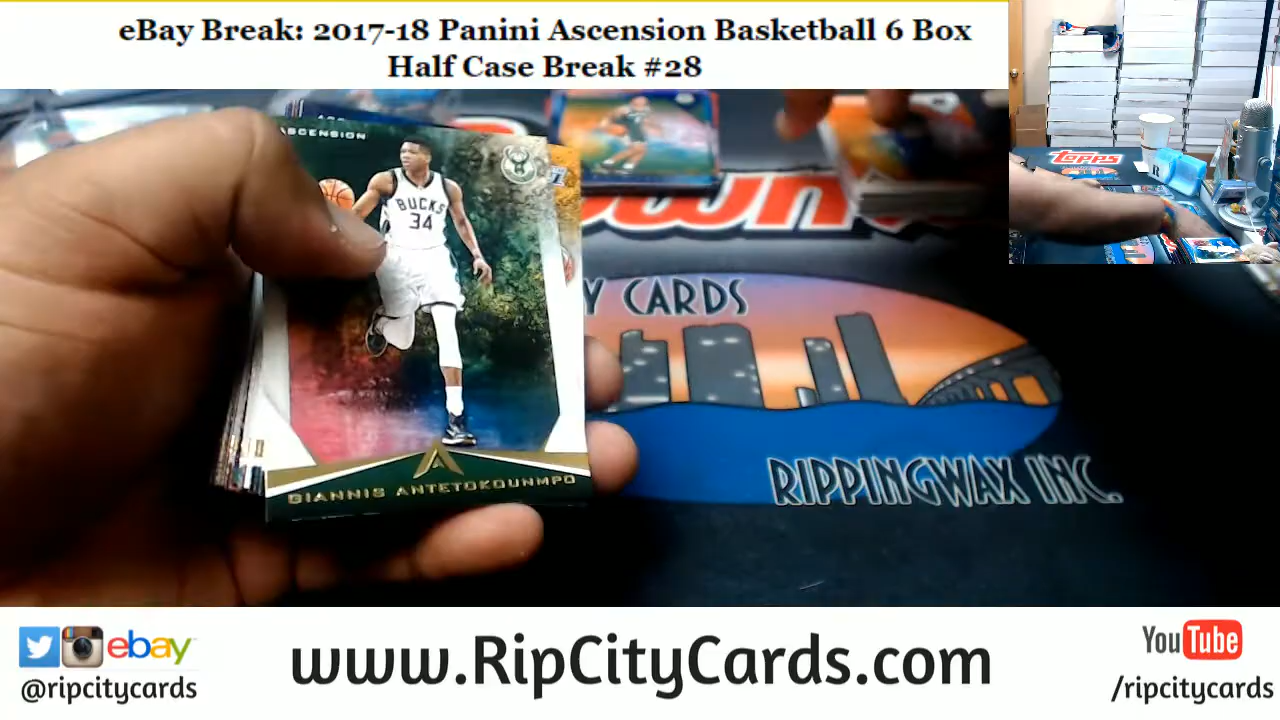 eBay Break: 2017-18 Panini Ascension Basketball 6 Box
Half Case Break #28
ASCENSION
BUCKS
34
GIANNIS ANTETOKOUNMPO
Y CARDS
RIPPINGWAX INC.
topps
ebay
@ripcitycards
www.RipCityCards.com
YouTube
/ripcitycards